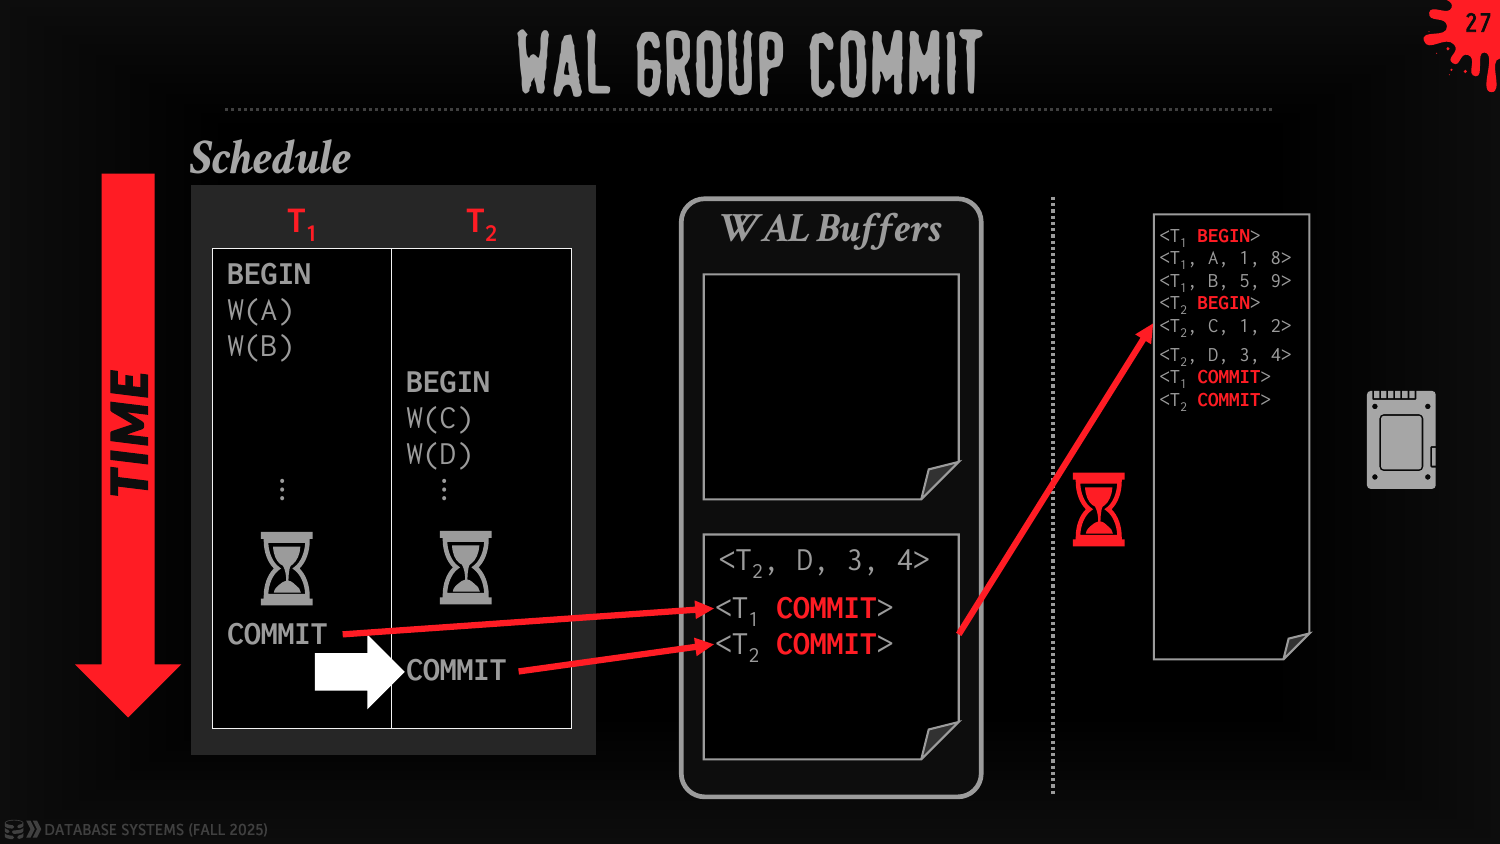 27
WAL GROUP COMMIT
Schedule
TIME
T1 T2
BEGIN
W(A)
W(B)
BEGIN
W(C)
W(D)
⋮ ⋮
COMMIT
COMMIT
WAL Buffers
<T2, D, 3, 4>
<T1 COMMIT>
<T2 COMMIT>
<T1 BEGIN>
<T1, A, 1, 8>
<T1, B, 5, 9>
<T2 BEGIN>
<T2, C, 1, 2>
<T2, D, 3, 4>
<T1 COMMIT>
<T2 COMMIT>
DATABASE SYSTEMS (FALL 2025)